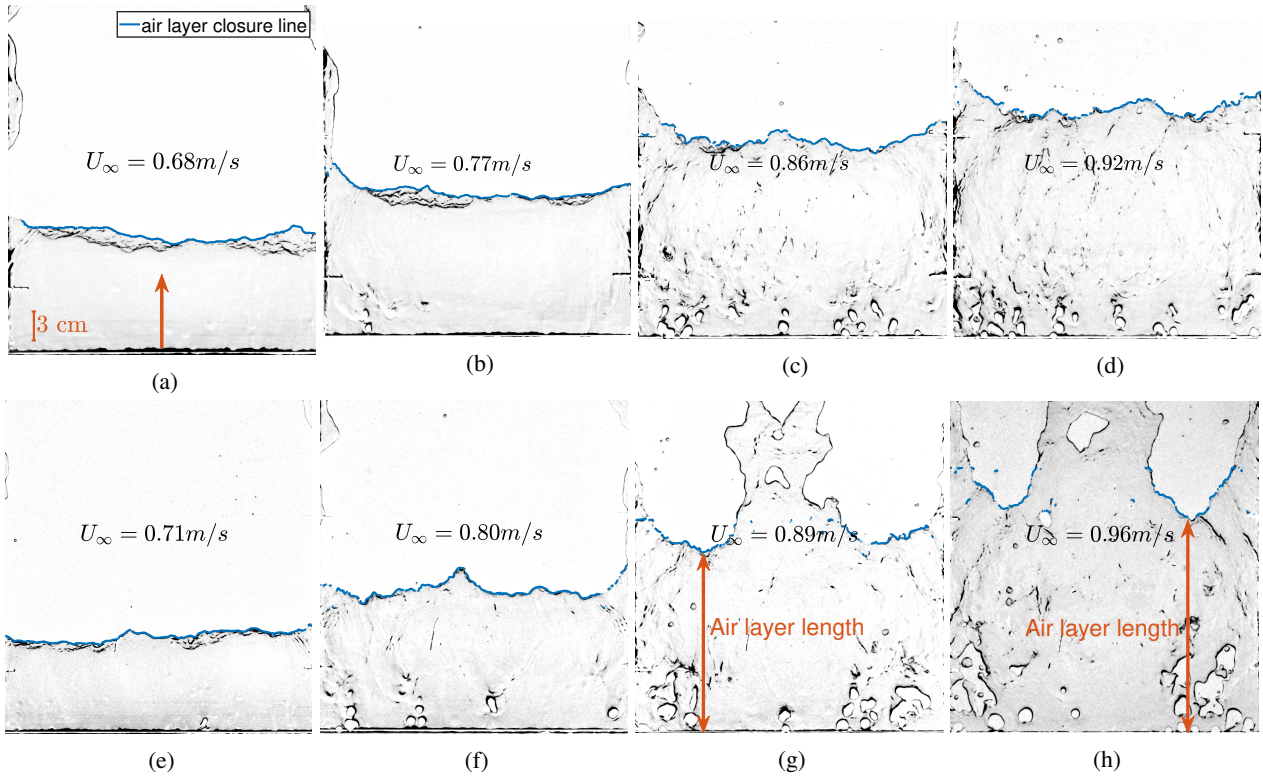 air layer closure line
U∞ = 0.68m/s
3 cm
(a)
U∞ = 0.77m/s
(b)
U∞ = 0.86m/s
(c)
U∞ = 0.92m/s
(d)
U∞ = 0.71m/s
(e)
U∞ = 0.80m/s
(f)
U∞ = 0.89m/s
Air layer length
(g)
U∞ = 0.96m/s
Air layer length
(h)